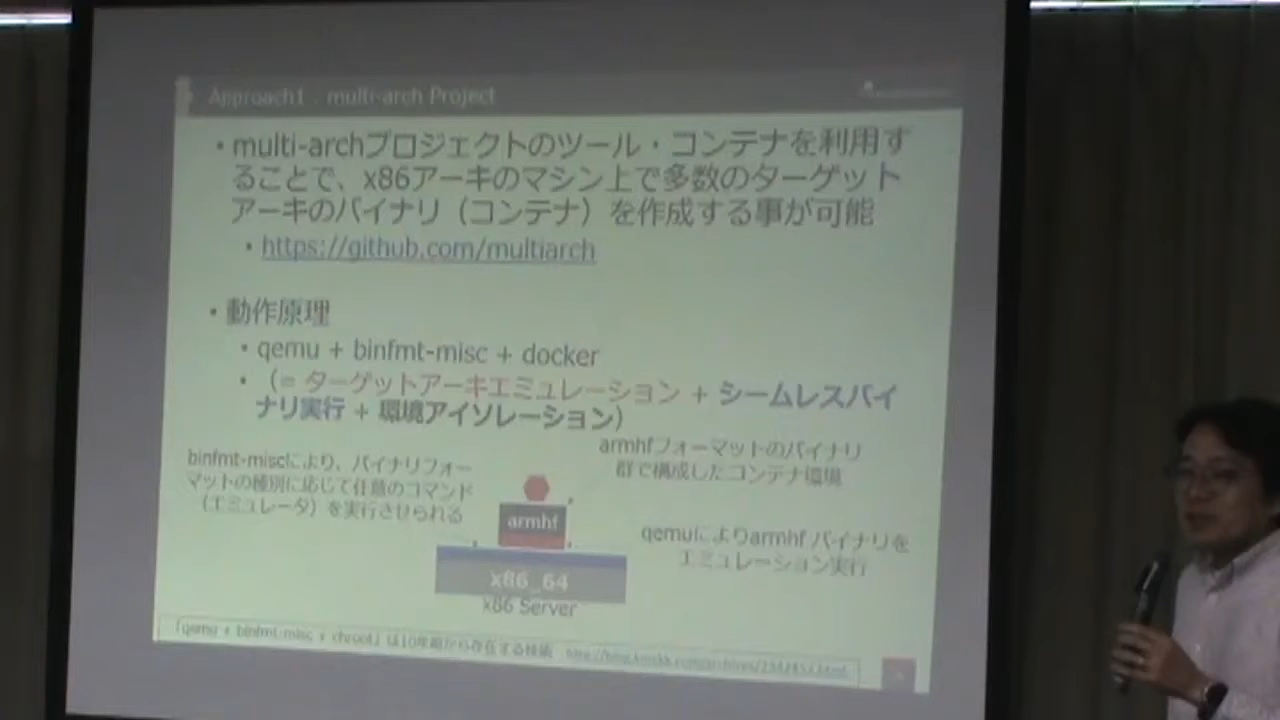 Approach1 : multi-arch Project
・multi-archプロジェクトのツール・コンテナを利用す
ることで、x86アーキのマシン上で多数のターゲット
アーキのバイナリ（コンテナ）を作成する事が可能
・https://github.com/multiarch
・動作原理
・qemu + binfmt-misc + docker
・（= ターゲットアーキエミュレーション + シームレスバイ
ナリ実行 + 環境アイソレーション）
binfmt-miscにより、バイナリフォー
マットの種別に応じて任意のコマンド
（エミュレータ）を実行させられる
armhfフォーマットのバイナリ
群で構成したコンテナ環境
armhf
qemuによりarmhf バイナリを
エミュレーション実行
x86_64
x86 Server
「qemu + binfmt-misc + chroot」は10年前から存在する技術